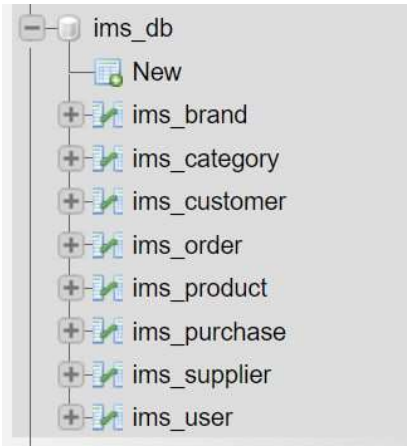 ims_db
New
ims_brand
ims_category
ims_customer
ims_order
ims_product
ims_purchase
ims_supplier
ims_user